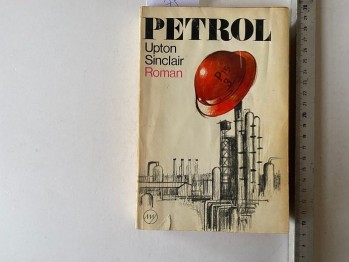 PETROL
Upton
Sinclair
Roman